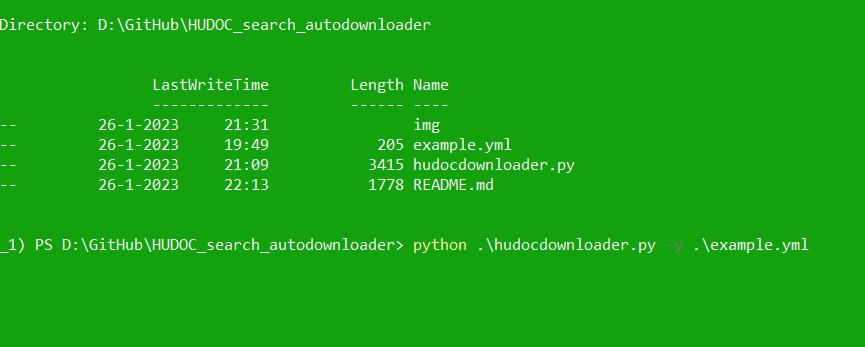 Directory: D:\GitHub\HUDOC_search_autodownloader
LastWriteTime Length Name
------------- ------ ----
-- 26-1-2023 21:31 img
-- 26-1-2023 19:49 205 example.yml
-- 26-1-2023 21:09 3415 hudocdownloader.py
-- 26-1-2023 22:13 1778 README.md
_1) PS D:\GitHub\HUDOC_search_autodownloader> python .\hudocdownloader.py -y .\example.yml